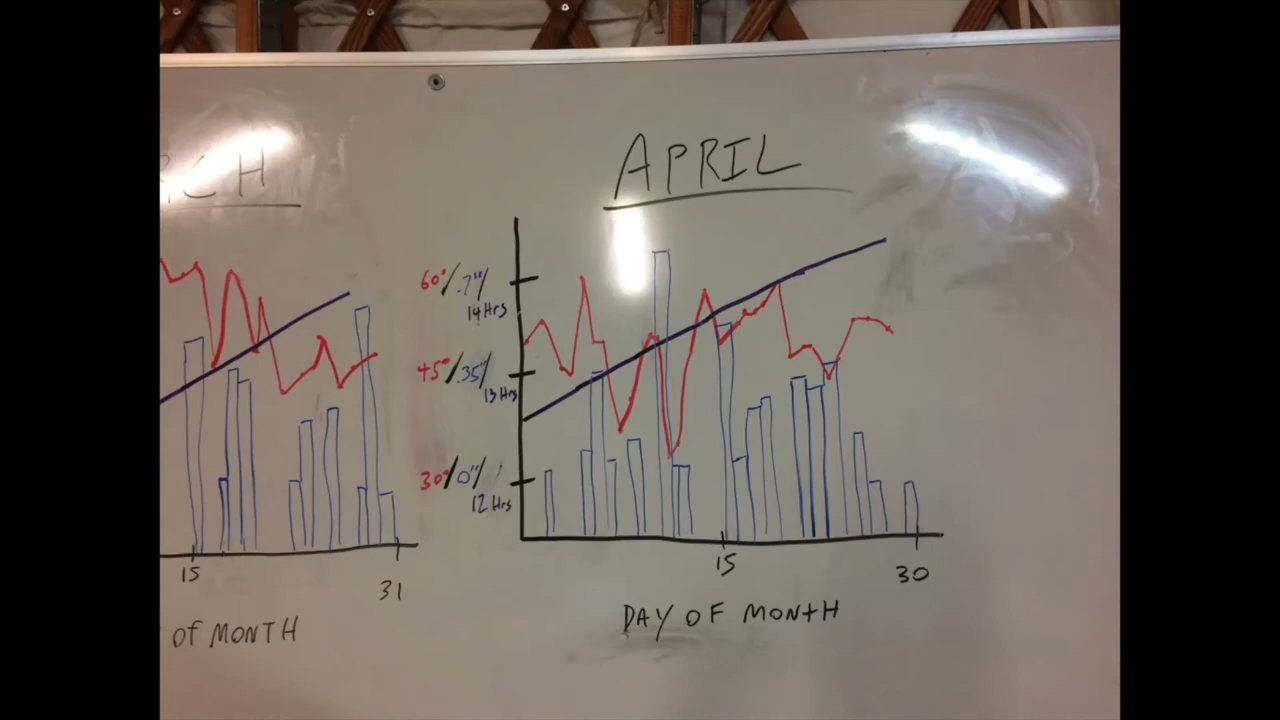 RCH
APRIL
60°/.7"/
14 Hrs
45°/.35"/
13 Hrs
30°/0"/
12 Hrs
15
31
of MONTH
15
30
DAY OF MONTH